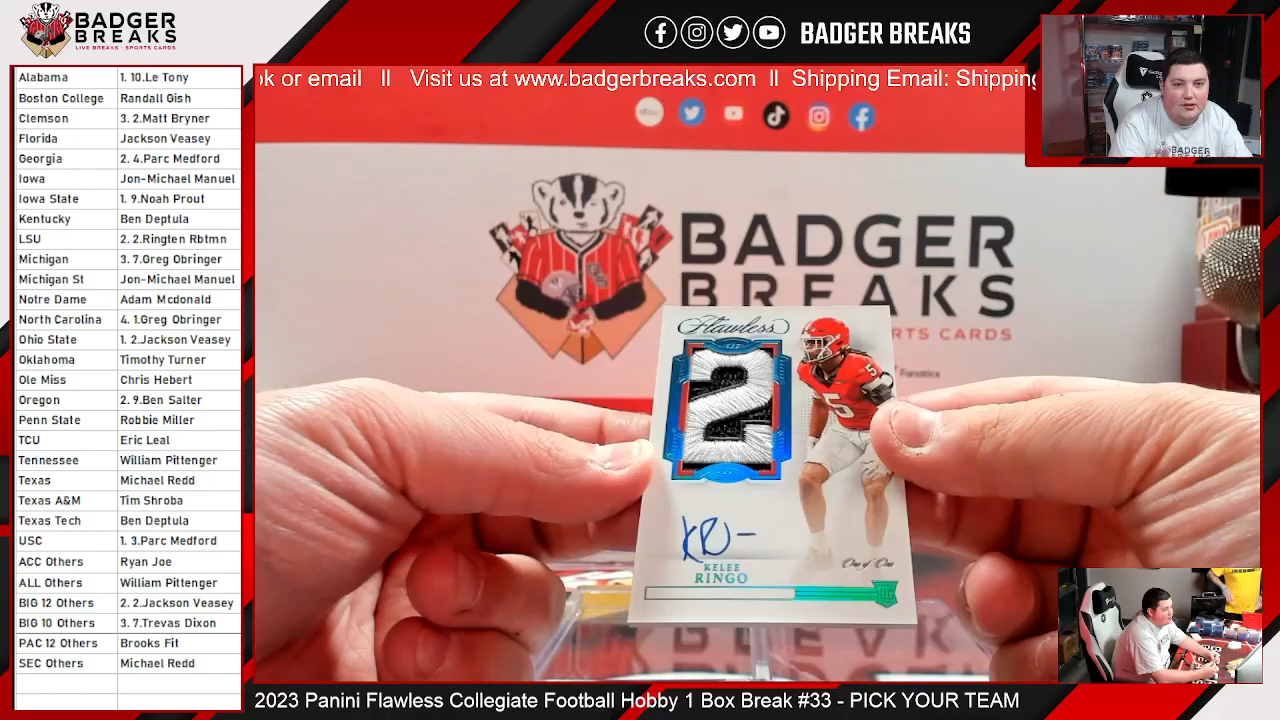 BADGER
BREAKS
LIVE BREAKS - SPORTS CARDS
BADGER BREAKS
ok or email ll Visit us at www.badgerbreaks.com ll Shipping Email: Shipping
Alabama 1. 10.Le Tony
Boston College Randall Gish
Clemson 3. 2.Matt Bryner
Florida Jackson Veasey
Georgia 2. 4.Parc Medford
Iowa Jon-Michael Manuel
Iowa State 1. 9.Noah Prout
Kentucky Ben Deptula
LSU 2. 2.Ringten Rbtmn
Michigan 3. 7.Greg Obringer
Michigan St Jon-Michael Manuel
Notre Dame Adam Mcdonald
North Carolina 4. 1.Greg Obringer
Ohio State 1. 2.Jackson Veasey
Oklahoma Timothy Turner
Ole Miss Chris Hebert
Oregon 2. 9.Ben Salter
Penn State Robbie Miller
TCU Eric Leal
Tennessee William Pittenger
Texas Michael Redd
Texas A&M Tim Shroba
Texas Tech Ben Deptula
USC 1. 3.Parc Medford
ACC Others Ryan Joe
ALL Others William Pittenger
BIG 12 Others 2. 2.Jackson Veasey
BIG 10 Others 3. 7.Trevas Dixon
PAC 12 Others Brooks Fit
SEC Others Michael Redd
BADGER
BREAKS
RTS CARDS
Fanatics
Flawless
2
5
5
KELEE
RINGO
One of One
BADGER
2023 Panini Flawless Collegiate Football Hobby 1 Box Break #33 - PICK YOUR TEAM